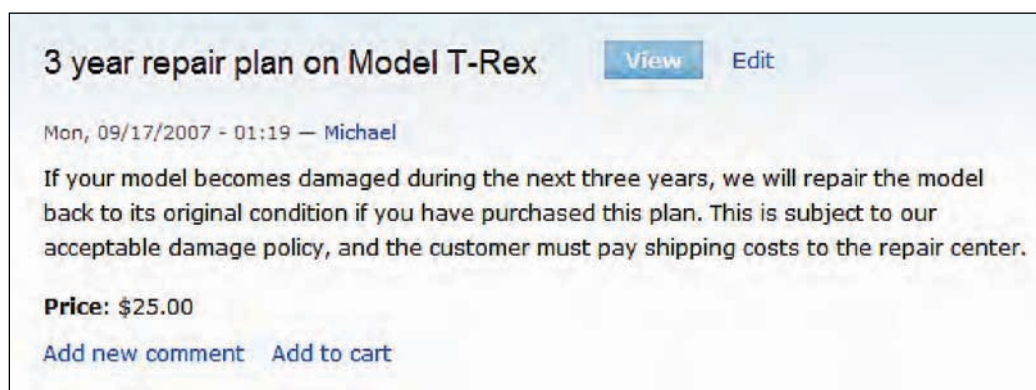 3 year repair plan on Model T-Rex View Edit
Mon, 09/17/2007 - 01:19 — Michael
If your model becomes damaged during the next three years, we will repair the model
back to its original condition if you have purchased this plan. This is subject to our
acceptable damage policy, and the customer must pay shipping costs to the repair center.
Price: $25.00
Add new comment Add to cart